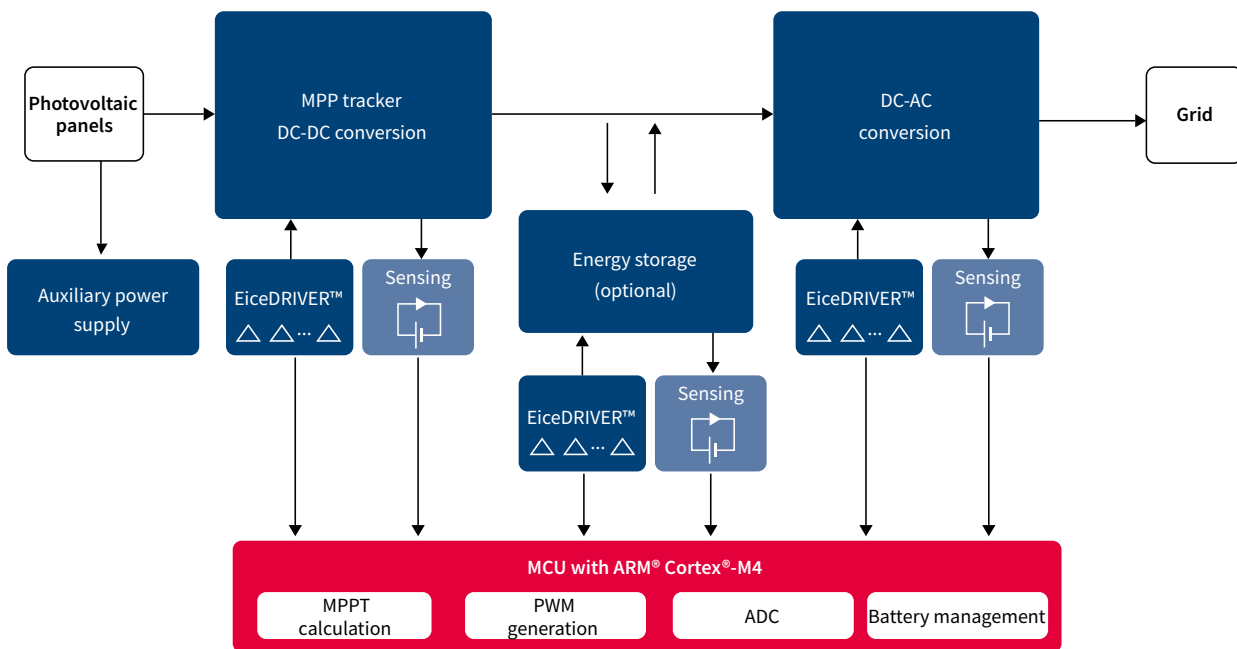 Photovoltaic
panels
MPP tracker
DC-DC conversion
DC-AC
conversion
Grid
Auxiliary power
supply
EiceDRIVER™
...
Sensing
Energy storage
(optional)
EiceDRIVER™
...
Sensing
EiceDRIVER™
...
Sensing
MCU with ARM® Cortex®-M4
MPPT
calculation
PWM
generation
ADC
Battery management